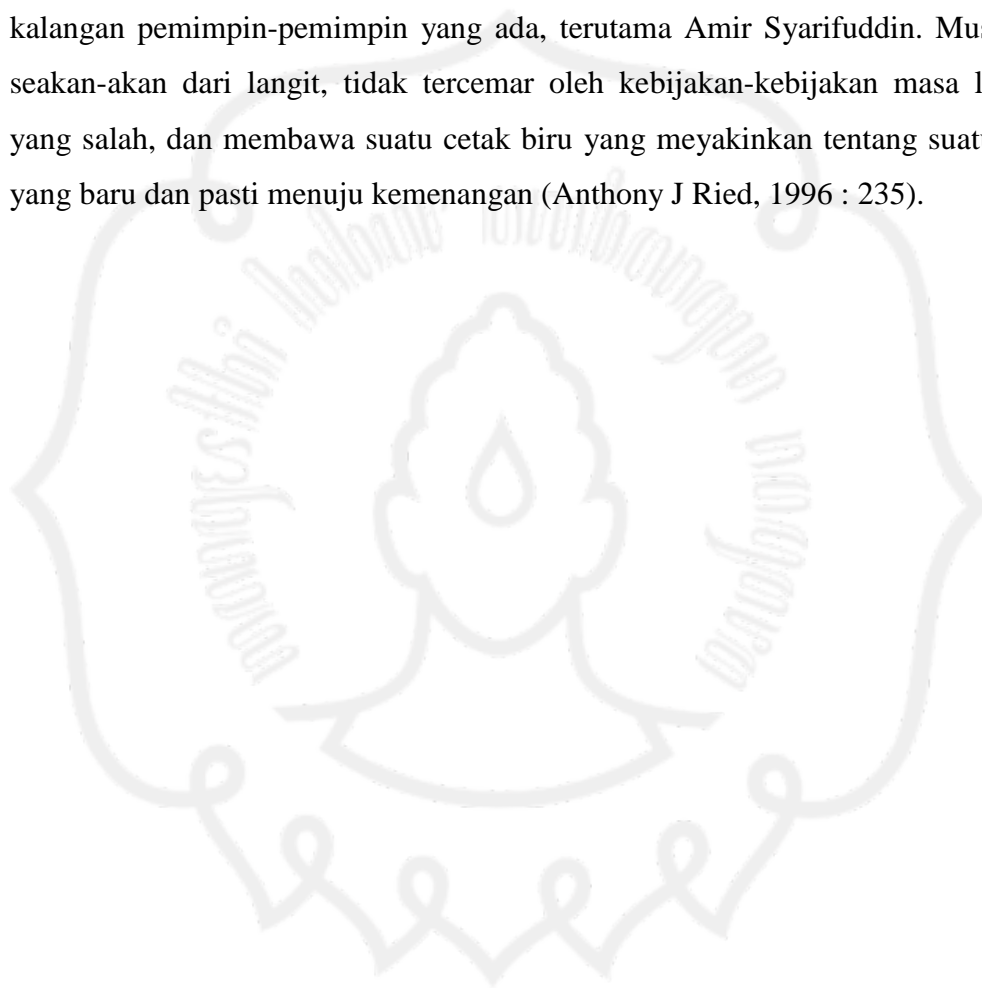 kalangan pemimpin-pemimpin yang ada, terutama Amir Syarifuddin. Mus
seakan-akan dari langit, tidak tercemar oleh kebijakan-kebijakan masa l
yang salah, dan membawa suatu cetak biru yang meyakinkan tentang suatu
yang baru dan pasti menuju kemenangan (Anthony J Ried, 1996 : 235).